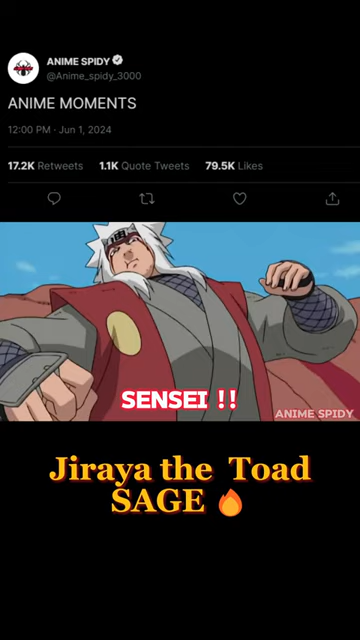 ANIME SPIDY
@Anime_spidy_3000
ANIME MOMENTS
12:00 PM · Jun 1, 2024
17.2K Retweets 1.1K Quote Tweets 79.5K Likes
SENSEI !!
ANIME SPIDY
Jiraya the Toad
SAGE 🔥